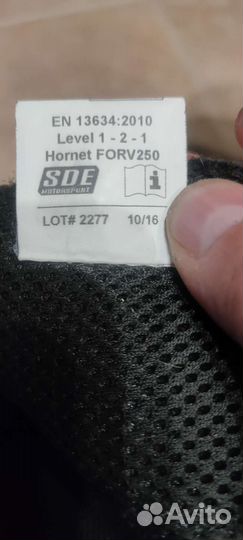 EN 13634:2010
Level 1 - 2 - 1
Hornet FORV250
SDE
MOTORSPORT
LOT# 2277 10/16
Avito